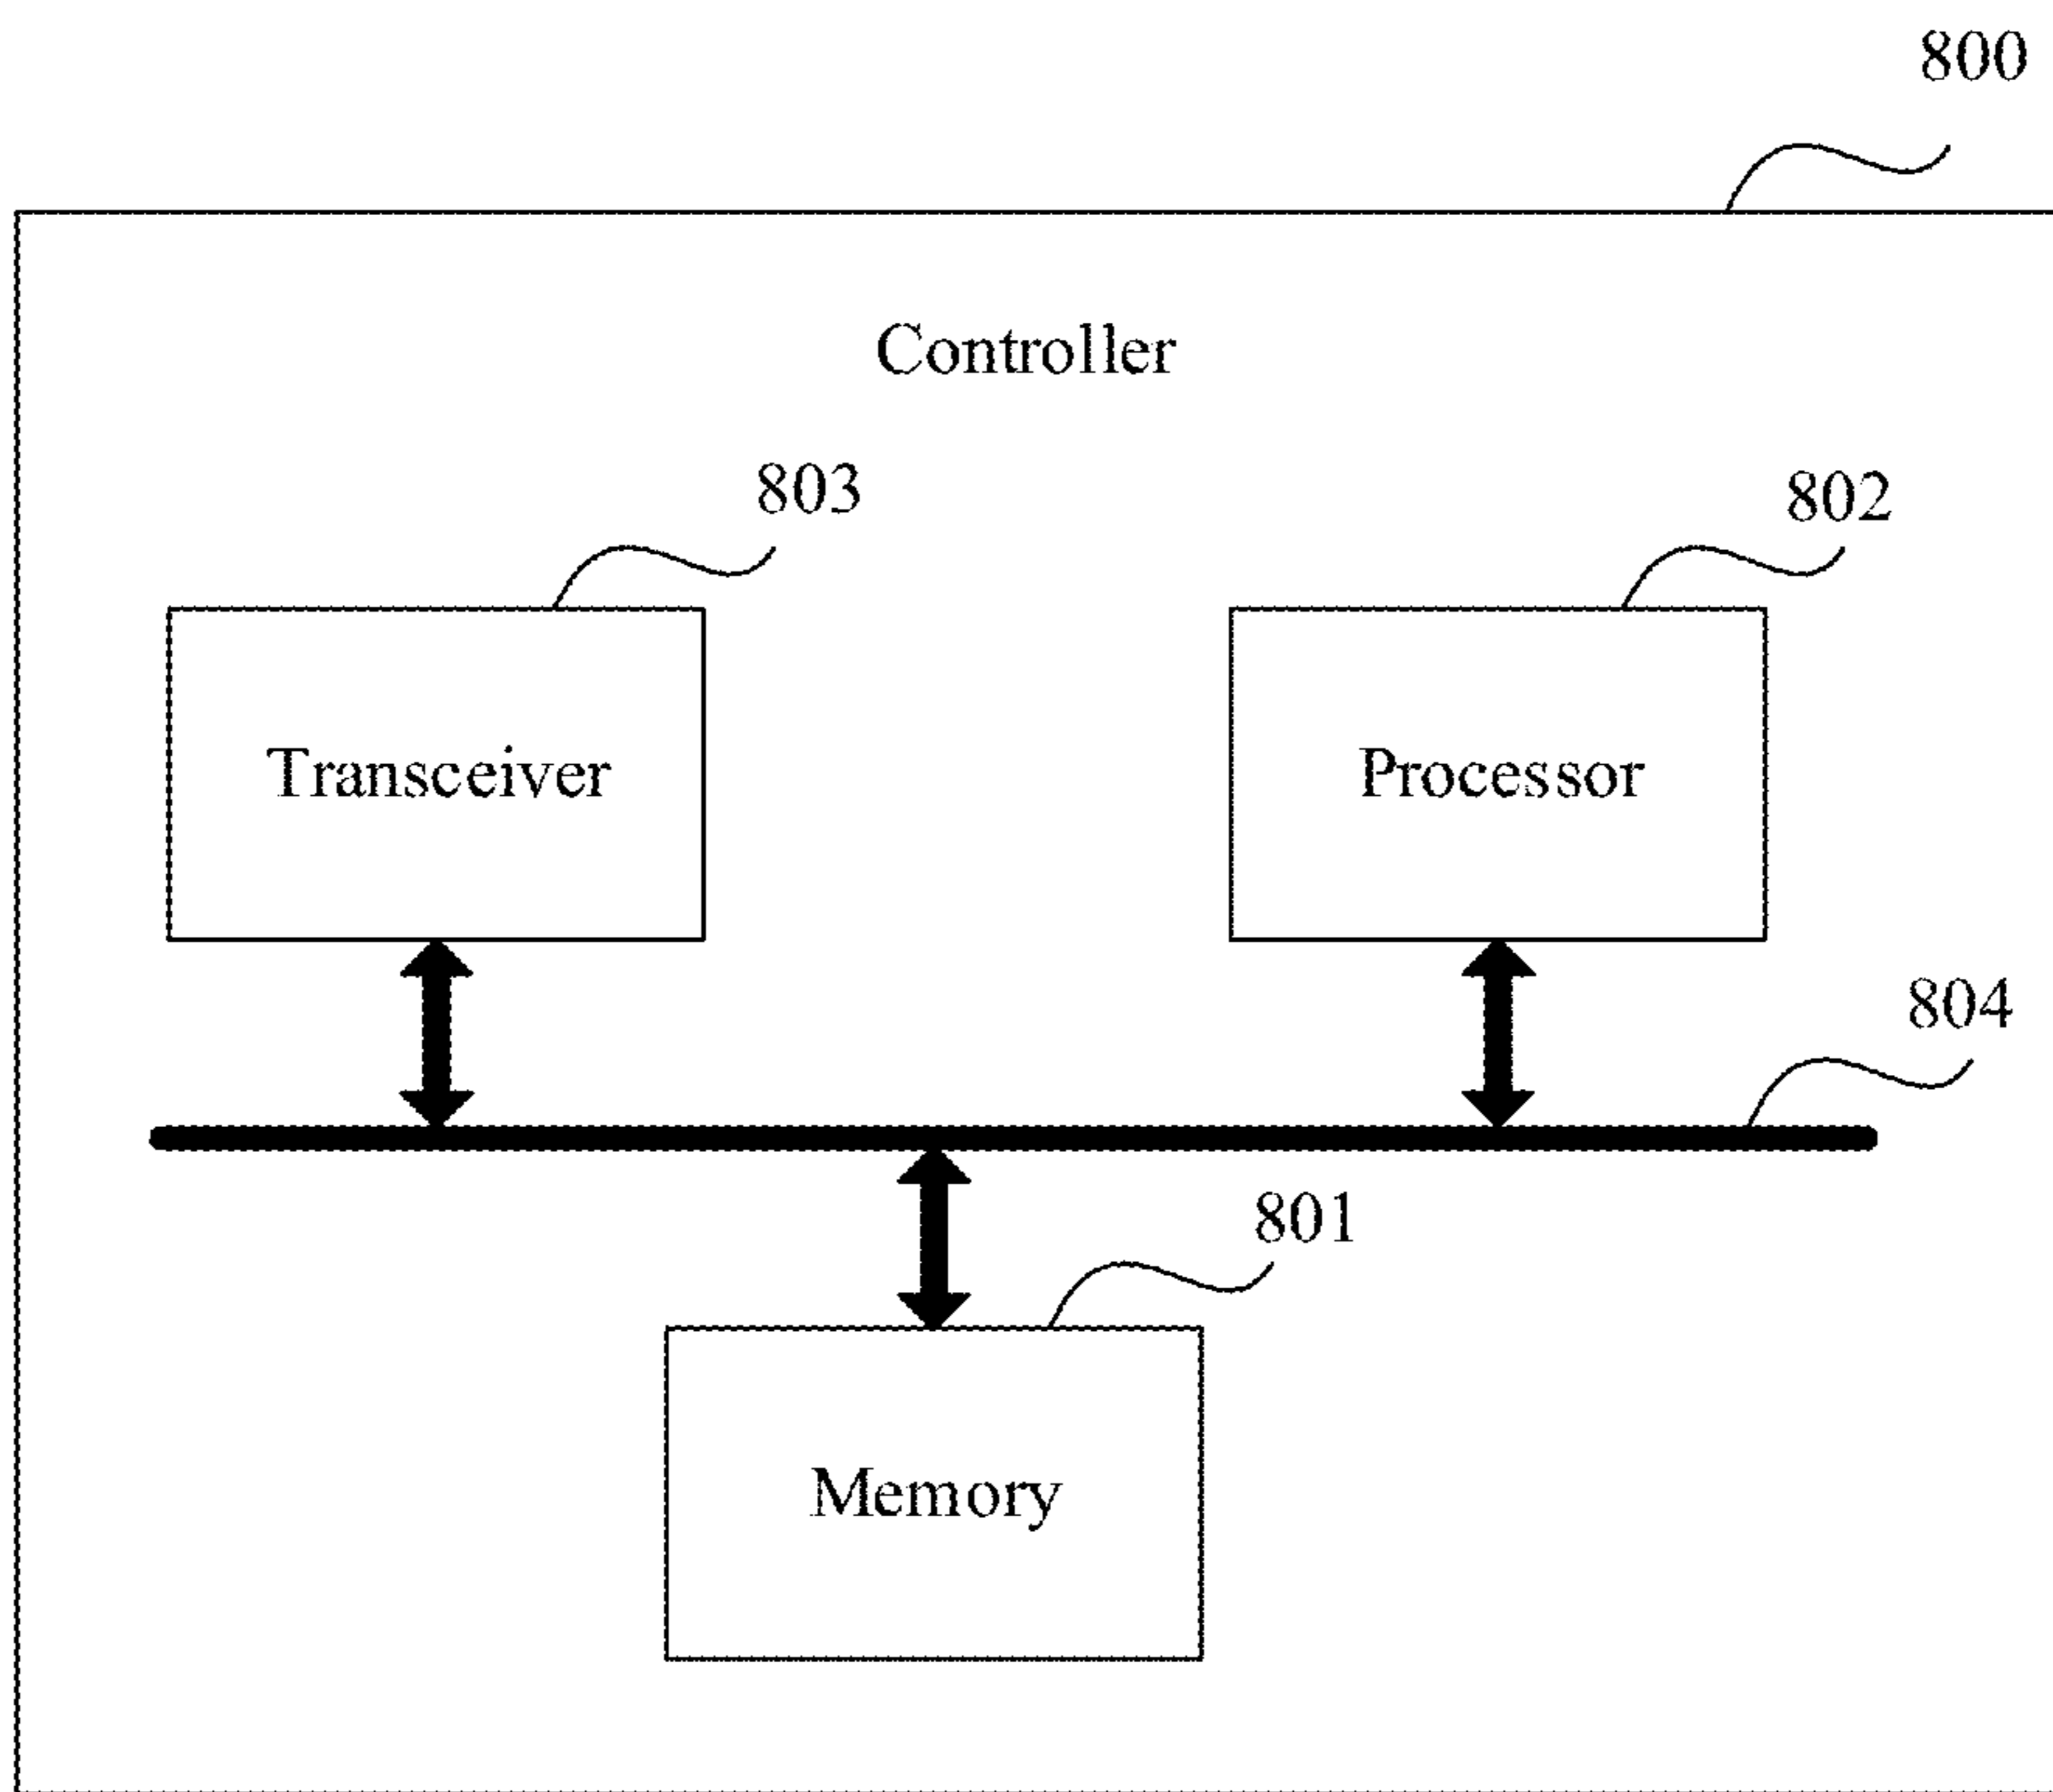 800
Controller
803
802
Transceiver
Processor
804
801
Memory